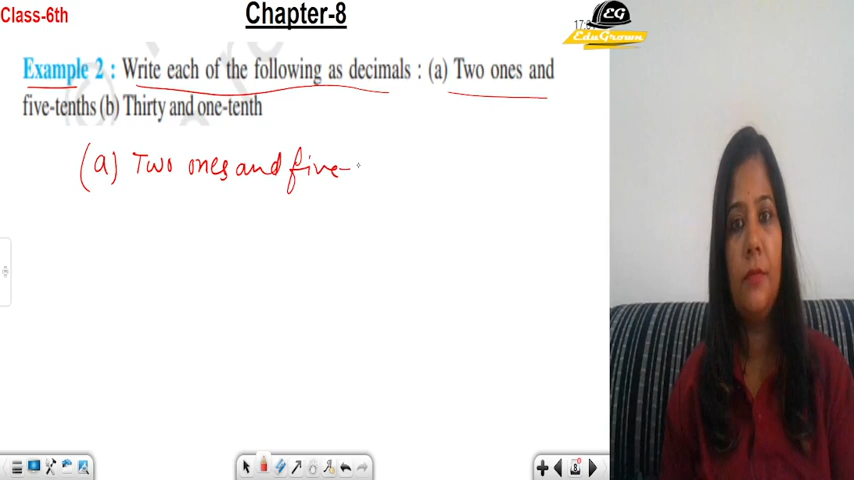 Class-6th
Chapter-8
EG
EduGrown
Example 2 : Write each of the following as decimals : (a) Two ones and
five-tenths (b) Thirty and one-tenth
(a) Two ones and five-